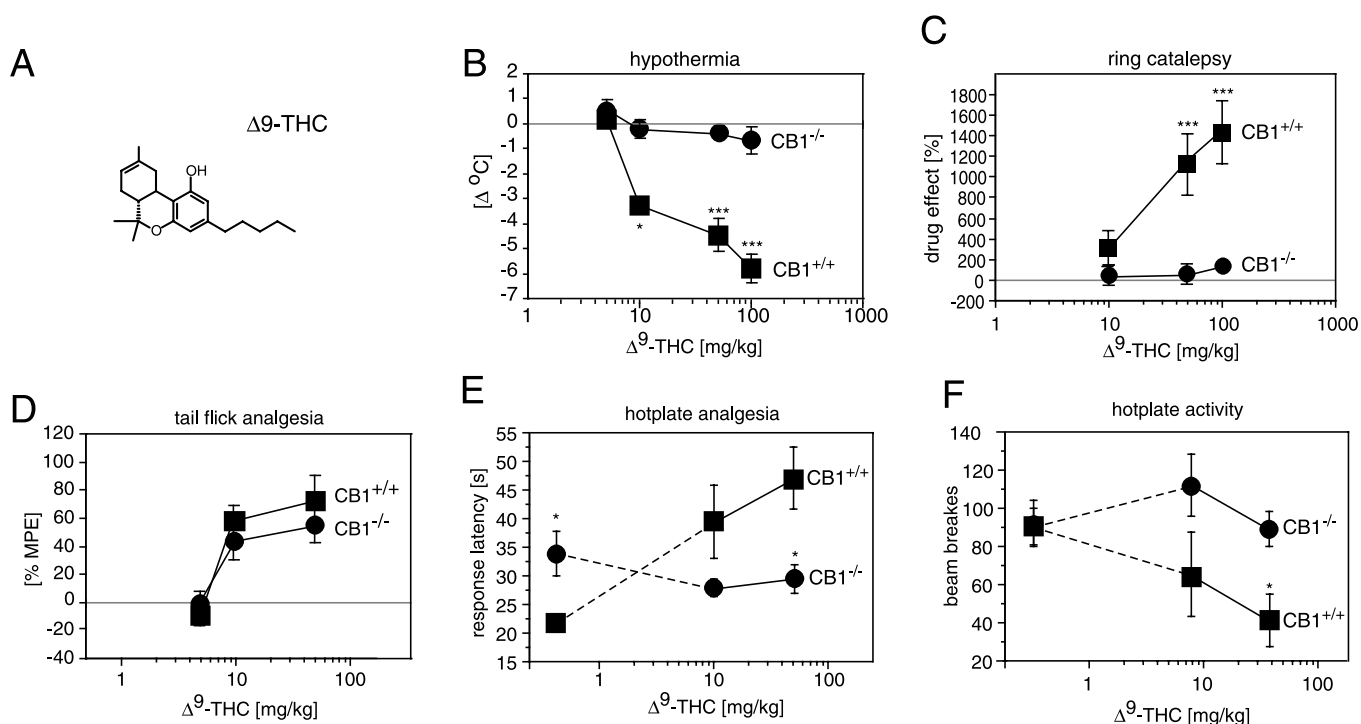 A
Δ9-THC
OH
O
B
hypothermia
[Δ °C]
2
1
0
-1
-2
-3
-4
-5
-6
-7
CB1-/-
*
***
***
CB1+/+
1
10
100
1000
Δ9-THC [mg/kg]
C
ring catalepsy
drug effect [%]
1800
1600
1400
1200
1000
800
600
400
200
0
-200
***
***
CB1+/+
CB1-/-
1
10
100
1000
Δ9-THC [mg/kg]
D
tail flick analgesia
[% MPE]
120
100
80
60
40
20
0
-20
-40
CB1+/+
CB1-/-
1
10
100
Δ9-THC [mg/kg]
E
hotplate analgesia
response latency [s]
55
50
45
40
35
30
25
20
15
*
CB1+/+
*
CB1-/-
1
10
100
Δ9-THC [mg/kg]
F
hotplate activity
beam breakes
140
120
100
80
60
40
20
CB1-/-
*
CB1+/+
1
10
100
Δ9-THC [mg/kg]